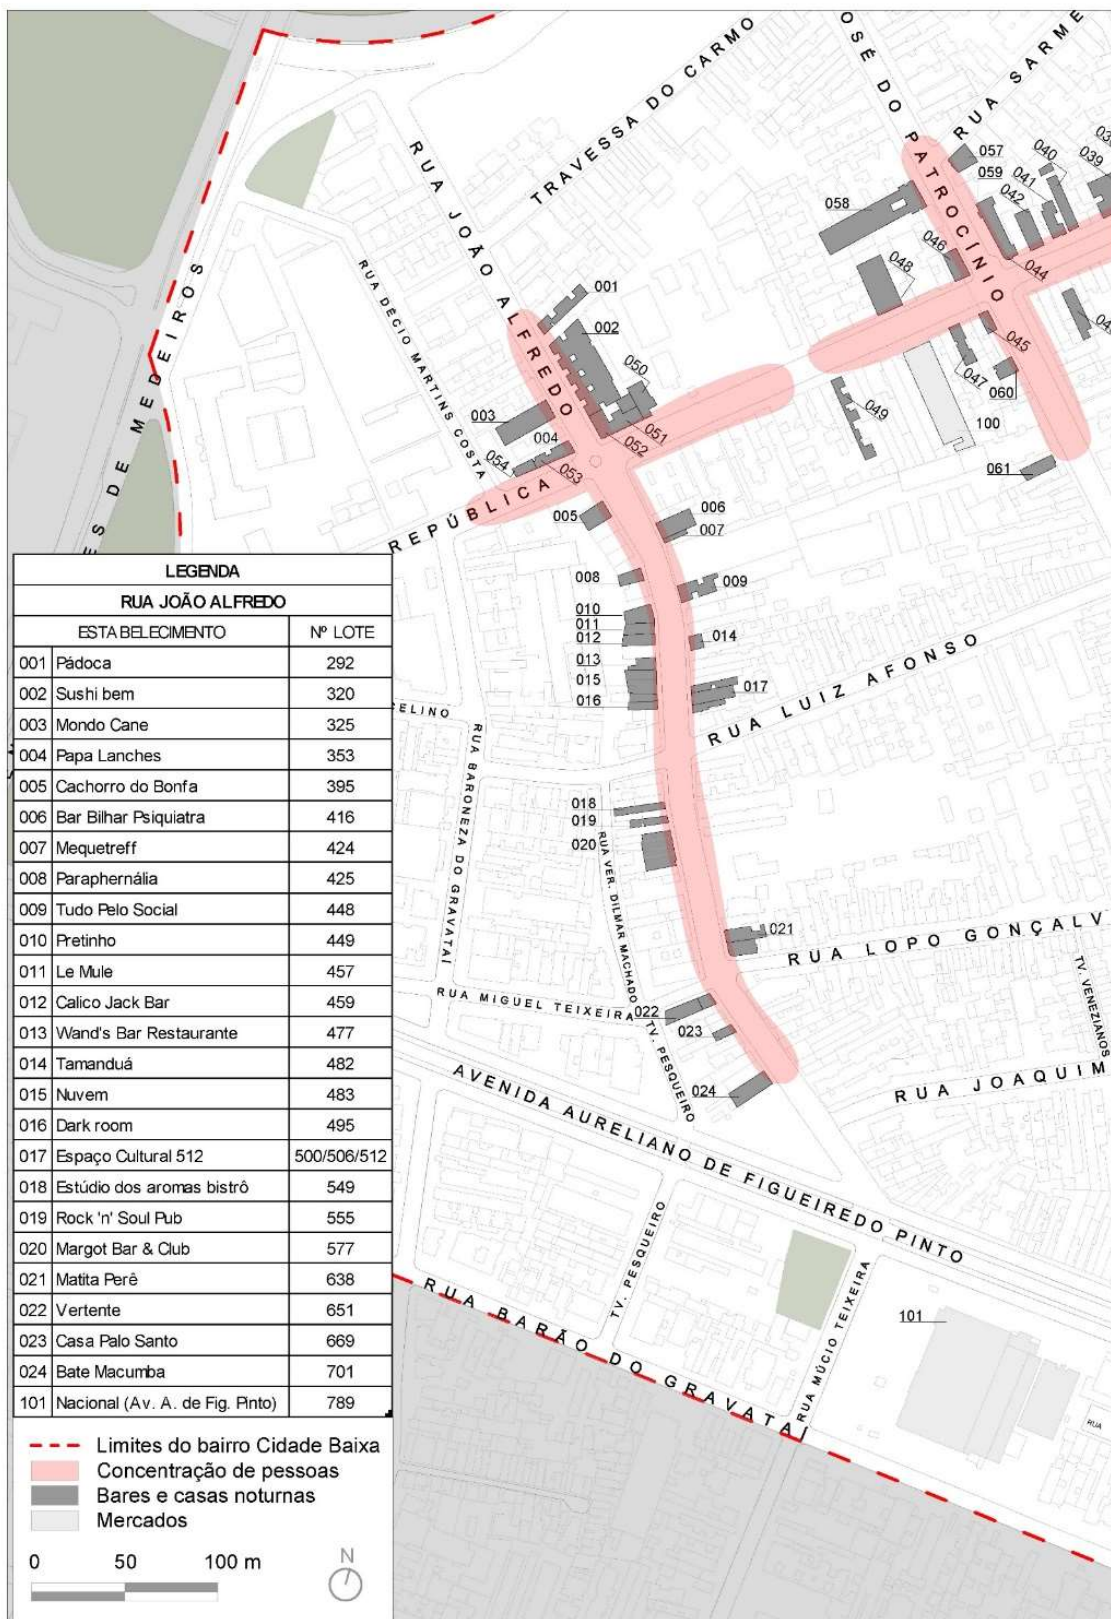 TRAVESSA DO CARMO
OSÉ DO PATROCÍNIO
RUA SARME
RUA JOÃO ALFREDO
RUA DÉCIO MARTINS COSTA
ES DE MEDEIROS
REPÚBLICA
057
059
040
041
042
039
058
046
048
044
045
047
060
049
100
061
001
002
050
003
004
051
052
054
053
005
006
007
008
009
010
011
012
014
013
015
016
017
RUA LUIZ AFONSO
ELINO
RUA BARONEZA DO GRAVATAÍ
018
019
020
RUA VER. DILMAR MACHADO
021
RUA LOPO GONÇALV
TV. VENEZIANOS
RUA MIGUEL TEIXEIRA
022
023
TV. PESQUEIRO
024
RUA JOAQUIM
AVENIDA AURELIANO DE FIGUEIREDO PINTO
TV. PESQUEIRO
RUA MÚCIO TEIXEIRA
101
RUA
RUA BARÃO DO GRAVATAÍ
LEGENDA
RUA JOÃO ALFREDO
ESTABELECIMENTO Nº LOTE
001 Pádoca 292
002 Sushi bem 320
003 Mondo Cane 325
004 Papa Lanches 353
005 Cachorro do Bonfa 395
006 Bar Bilhar Psiquiatra 416
007 Mequetreff 424
008 Paraphernália 425
009 Tudo Pelo Social 448
010 Pretinho 449
011 Le Mule 457
012 Calico Jack Bar 459
013 Wand's Bar Restaurante 477
014 Tamanduá 482
015 Nuvem 483
016 Dark room 495
017 Espaço Cultural 512 500/506/512
018 Estúdio dos aromas bistrô 549
019 Rock 'n' Soul Pub 555
020 Margot Bar & Club 577
021 Matita Perê 638
022 Vertente 651
023 Casa Palo Santo 669
024 Bate Macumba 701
101 Nacional (Av. A. de Fig. Pinto) 789
Limites do bairro Cidade Baixa
Concentração de pessoas
Bares e casas noturnas
Mercados
0 50 100 m
N